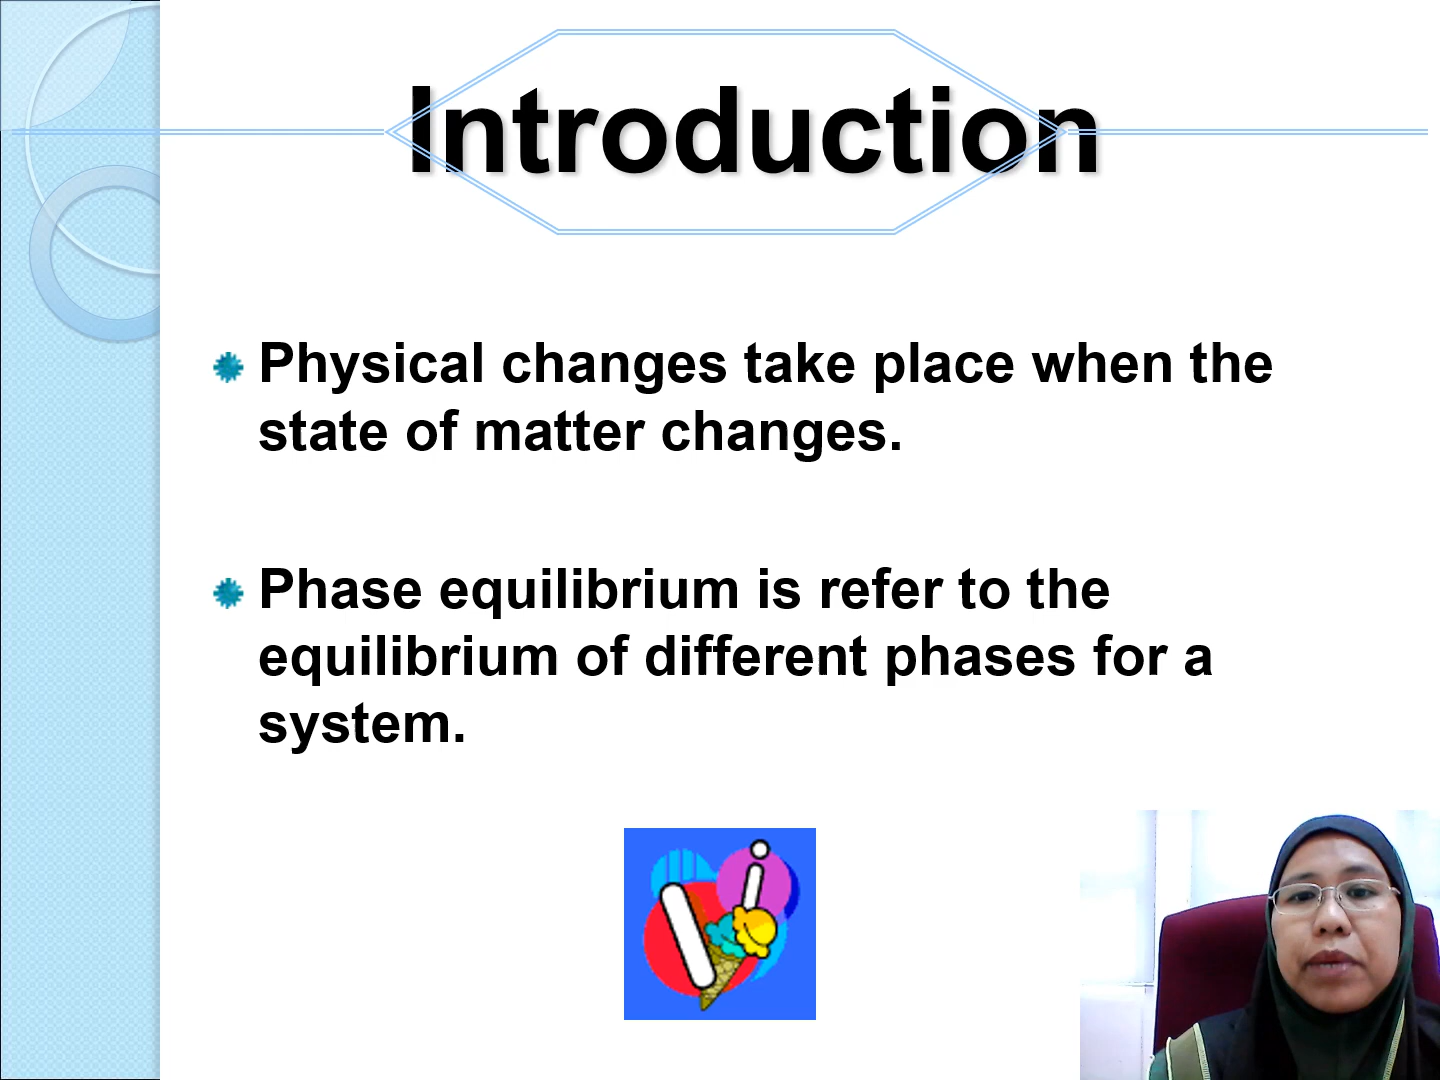 Introduction
Physical changes take place when the
state of matter changes.
Phase equilibrium is refer to the
equilibrium of different phases for a
system.